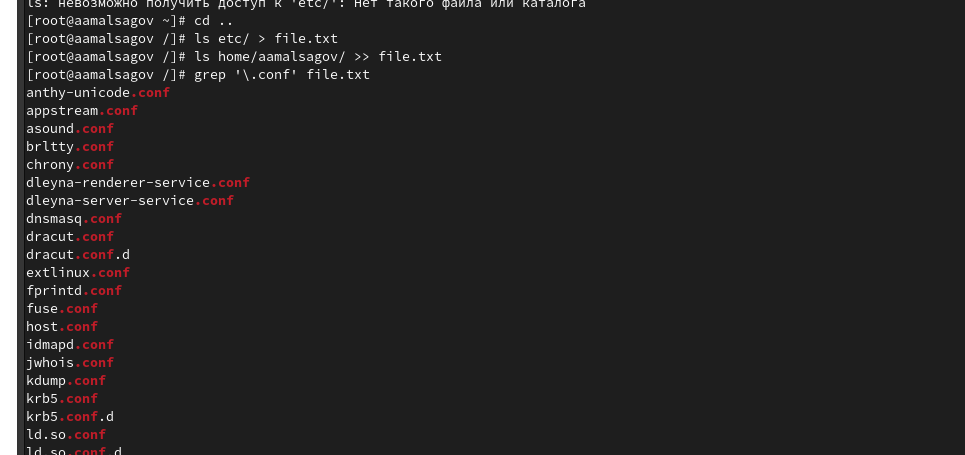 ls: невозможно получить доступ к 'etc/': Нет такого файла или каталога
[root@aamalsagov ~]# cd ..
[root@aamalsagov /]# ls etc/ > file.txt
[root@aamalsagov /]# ls home/aamalsagov/ >> file.txt
[root@aamalsagov /]# grep '\.conf' file.txt
anthy-unicode.conf
appstream.conf
asound.conf
brltty.conf
chrony.conf
dleyna-renderer-service.conf
dleyna-server-service.conf
dnsmasq.conf
dracut.conf
dracut.conf.d
extlinux.conf
fprintd.conf
fuse.conf
host.conf
idmapd.conf
jwhois.conf
kdump.conf
krb5.conf
krb5.conf.d
ld.so.conf
ld.so.conf.d